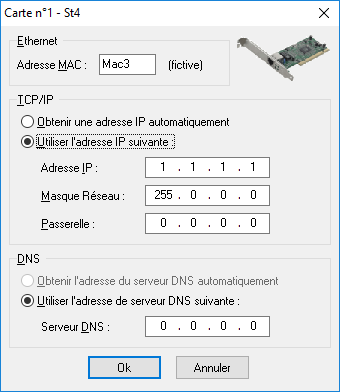 Carte n°1 - St4
Ethernet
Adresse MAC : Mac3 (fictive)
TCP/IP
Obtenir une adresse IP automatiquement
Utiliser l'adresse IP suivante :
Adresse IP : 1 . 1 . 1 . 1
Masque Réseau : 255 . 0 . 0 . 0
Passerelle : 0 . 0 . 0 . 0
DNS
Obtenir l'adresse du serveur DNS automatiquement
Utiliser l'adresse de serveur DNS suivante :
Serveur DNS : 0 . 0 . 0 . 0
Ok Annuler